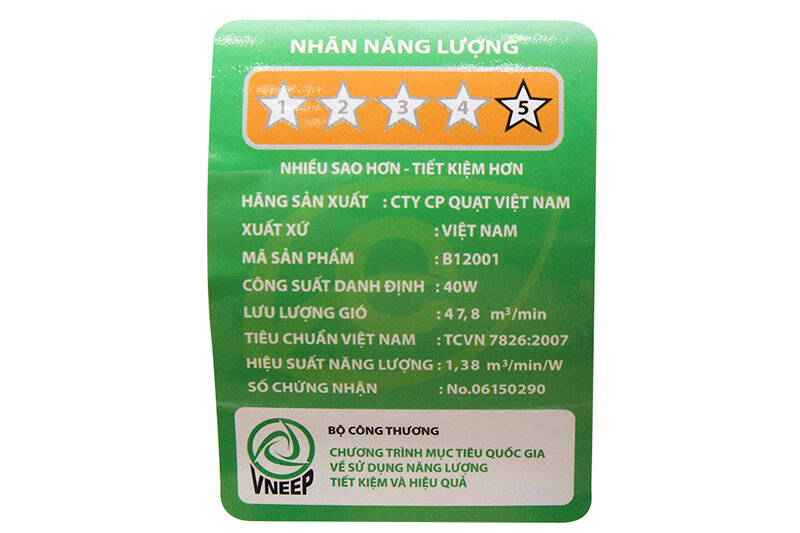 NHÃN NĂNG LƯỢNG
1 2 3 4 5
NHIỀU SAO HƠN - TIẾT KIỆM HƠN
HÃNG SẢN XUẤT : CTY CP QUẠT VIỆT NAM
XUẤT XỨ : VIỆT NAM
MÃ SẢN PHẨM : B12001
CÔNG SUẤT DANH ĐỊNH : 40W
LƯU LƯỢNG GIÓ : 47,8 m³/min
TIÊU CHUẨN VIỆT NAM : TCVN 7826:2007
HIỆU SUẤT NĂNG LƯỢNG : 1,38 m³/min/W
SỐ CHỨNG NHẬN : No.06150290
BỘ CÔNG THƯƠNG
CHƯƠNG TRÌNH MỤC TIÊU QUỐC GIA
VỀ SỬ DỤNG NĂNG LƯỢNG
TIẾT KIỆM VÀ HIỆU QUẢ
VNEEP